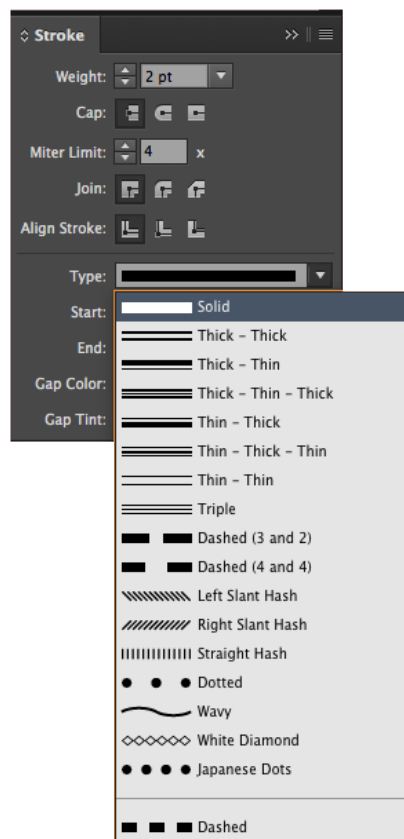 Stroke
Weight: 2 pt
Cap:
Miter Limit: 4 x
Join:
Align Stroke:
Type:
Start:
End:
Gap Color:
Gap Tint:
Solid
Thick - Thick
Thick - Thin
Thick - Thin - Thick
Thin - Thick
Thin - Thick - Thin
Thin - Thin
Triple
Dashed (3 and 2)
Dashed (4 and 4)
Left Slant Hash
Right Slant Hash
Straight Hash
Dotted
Wavy
White Diamond
Japanese Dots
Dashed